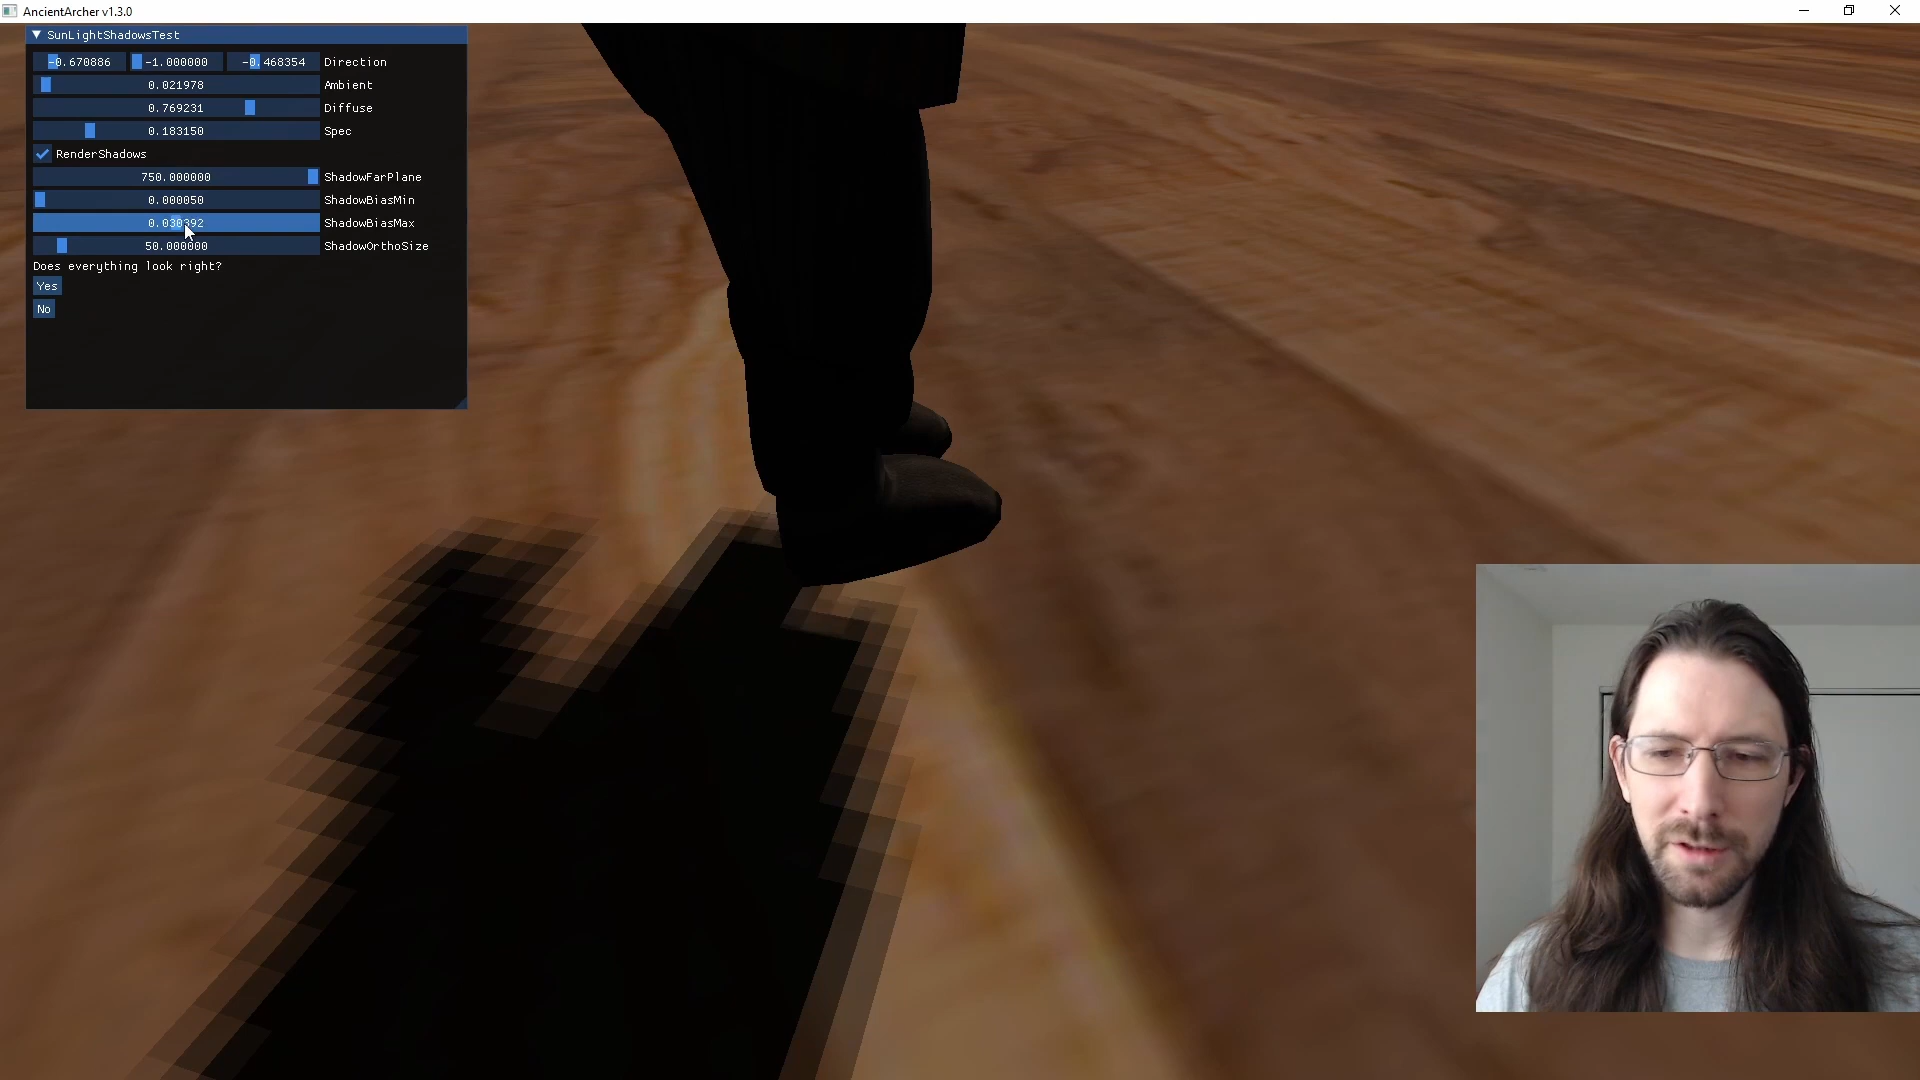 AncientArcher v1.3.0
SunLightShadowsTest
-0.670886 -1.000000 -0.468354 Direction
0.021978 Ambient
0.769231 Diffuse
0.183150 Spec
RenderShadows
750.000000 ShadowFarPlane
0.000050 ShadowBiasMin
0.030392 ShadowBiasMax
50.000000 ShadowOrthoSize
Does everything look right?
Yes
No